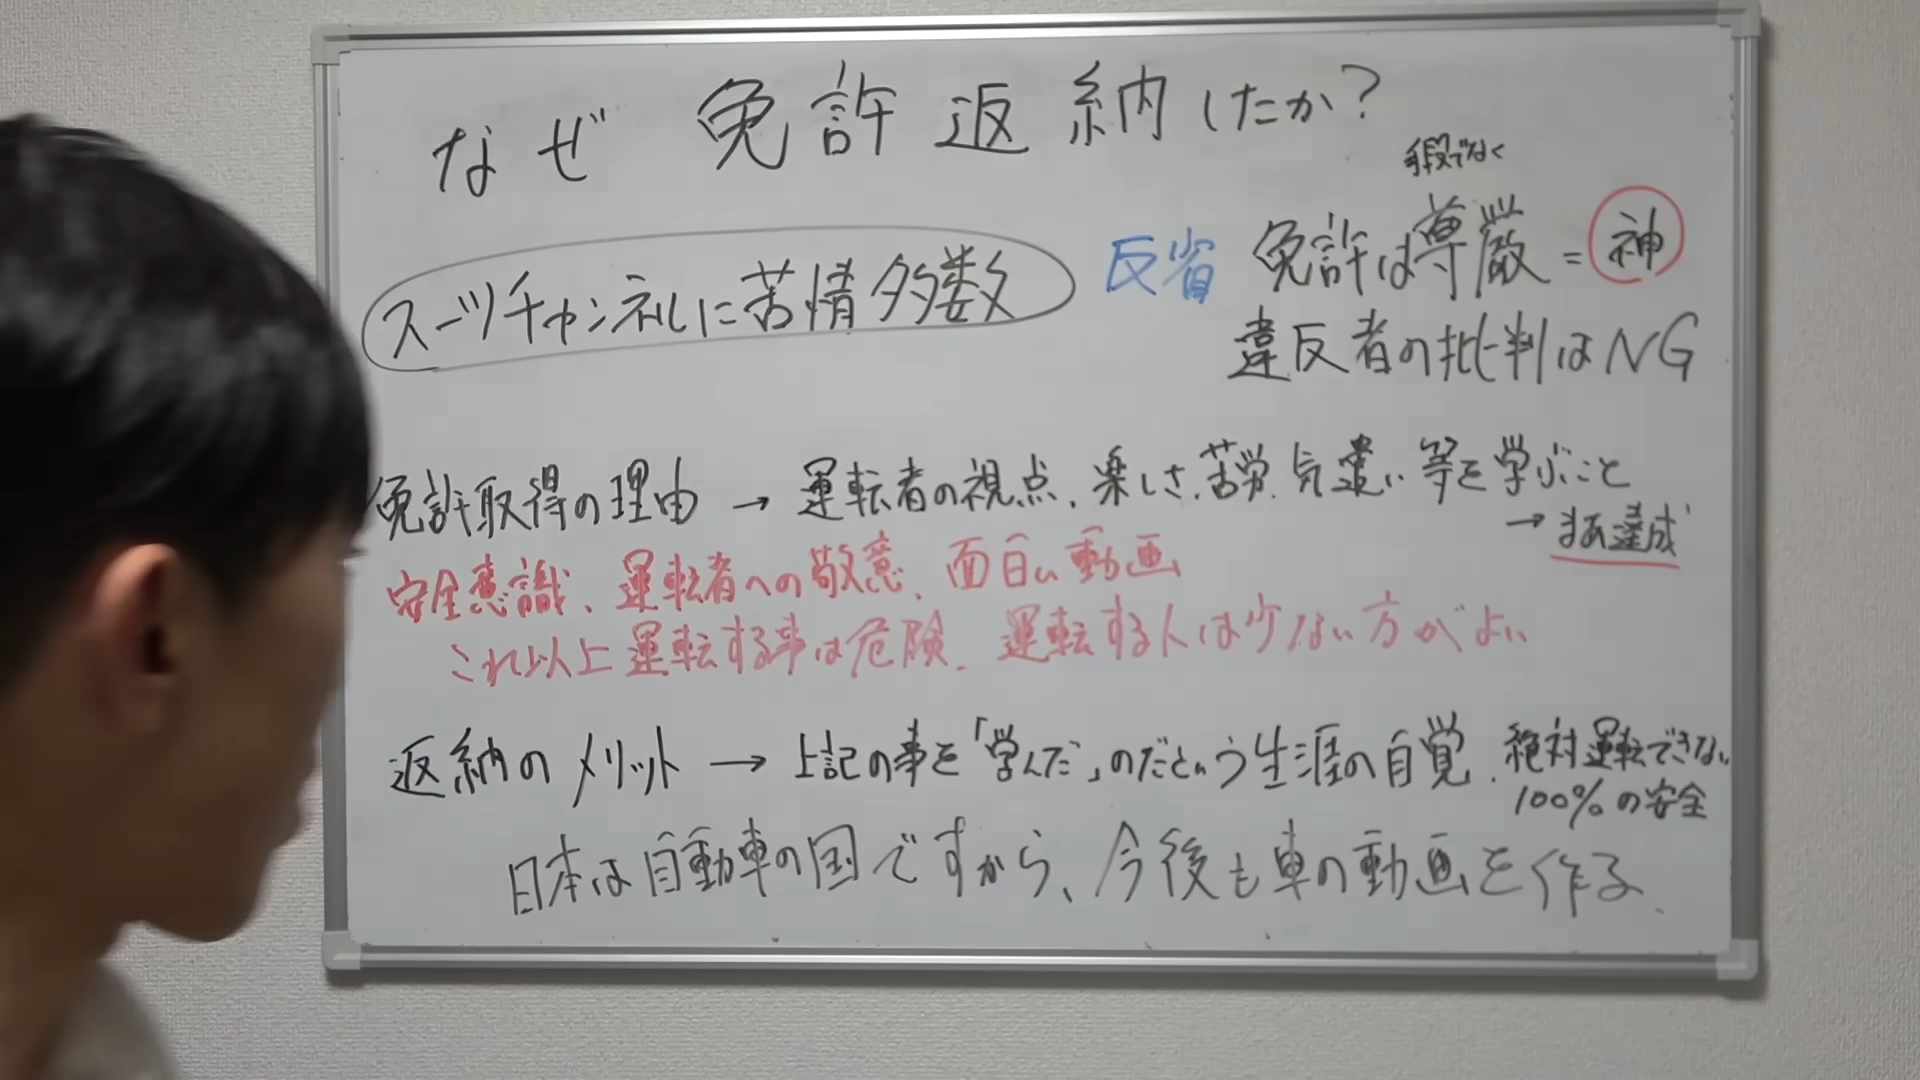 なぜ 免許返納したか?
スーツチャンネルに苦情多数
反省
手段でなく
免許は尊厳=神
違反者の批判はNG
免許取得の理由 → 運転者の視点、楽しさ、苦労、気遣い等を学ぶこと
→ まあ達成
安全意識、運転者への敬意、面白い動画
これ以上運転する事は危険、運転する人は少ない方がよい
返納のメリット → 上記の事を「学んだ」のだという生涯の自覚、絶対運転できない
100%の安全
日本は自動車の国ですから、今後も車の動画を作る、